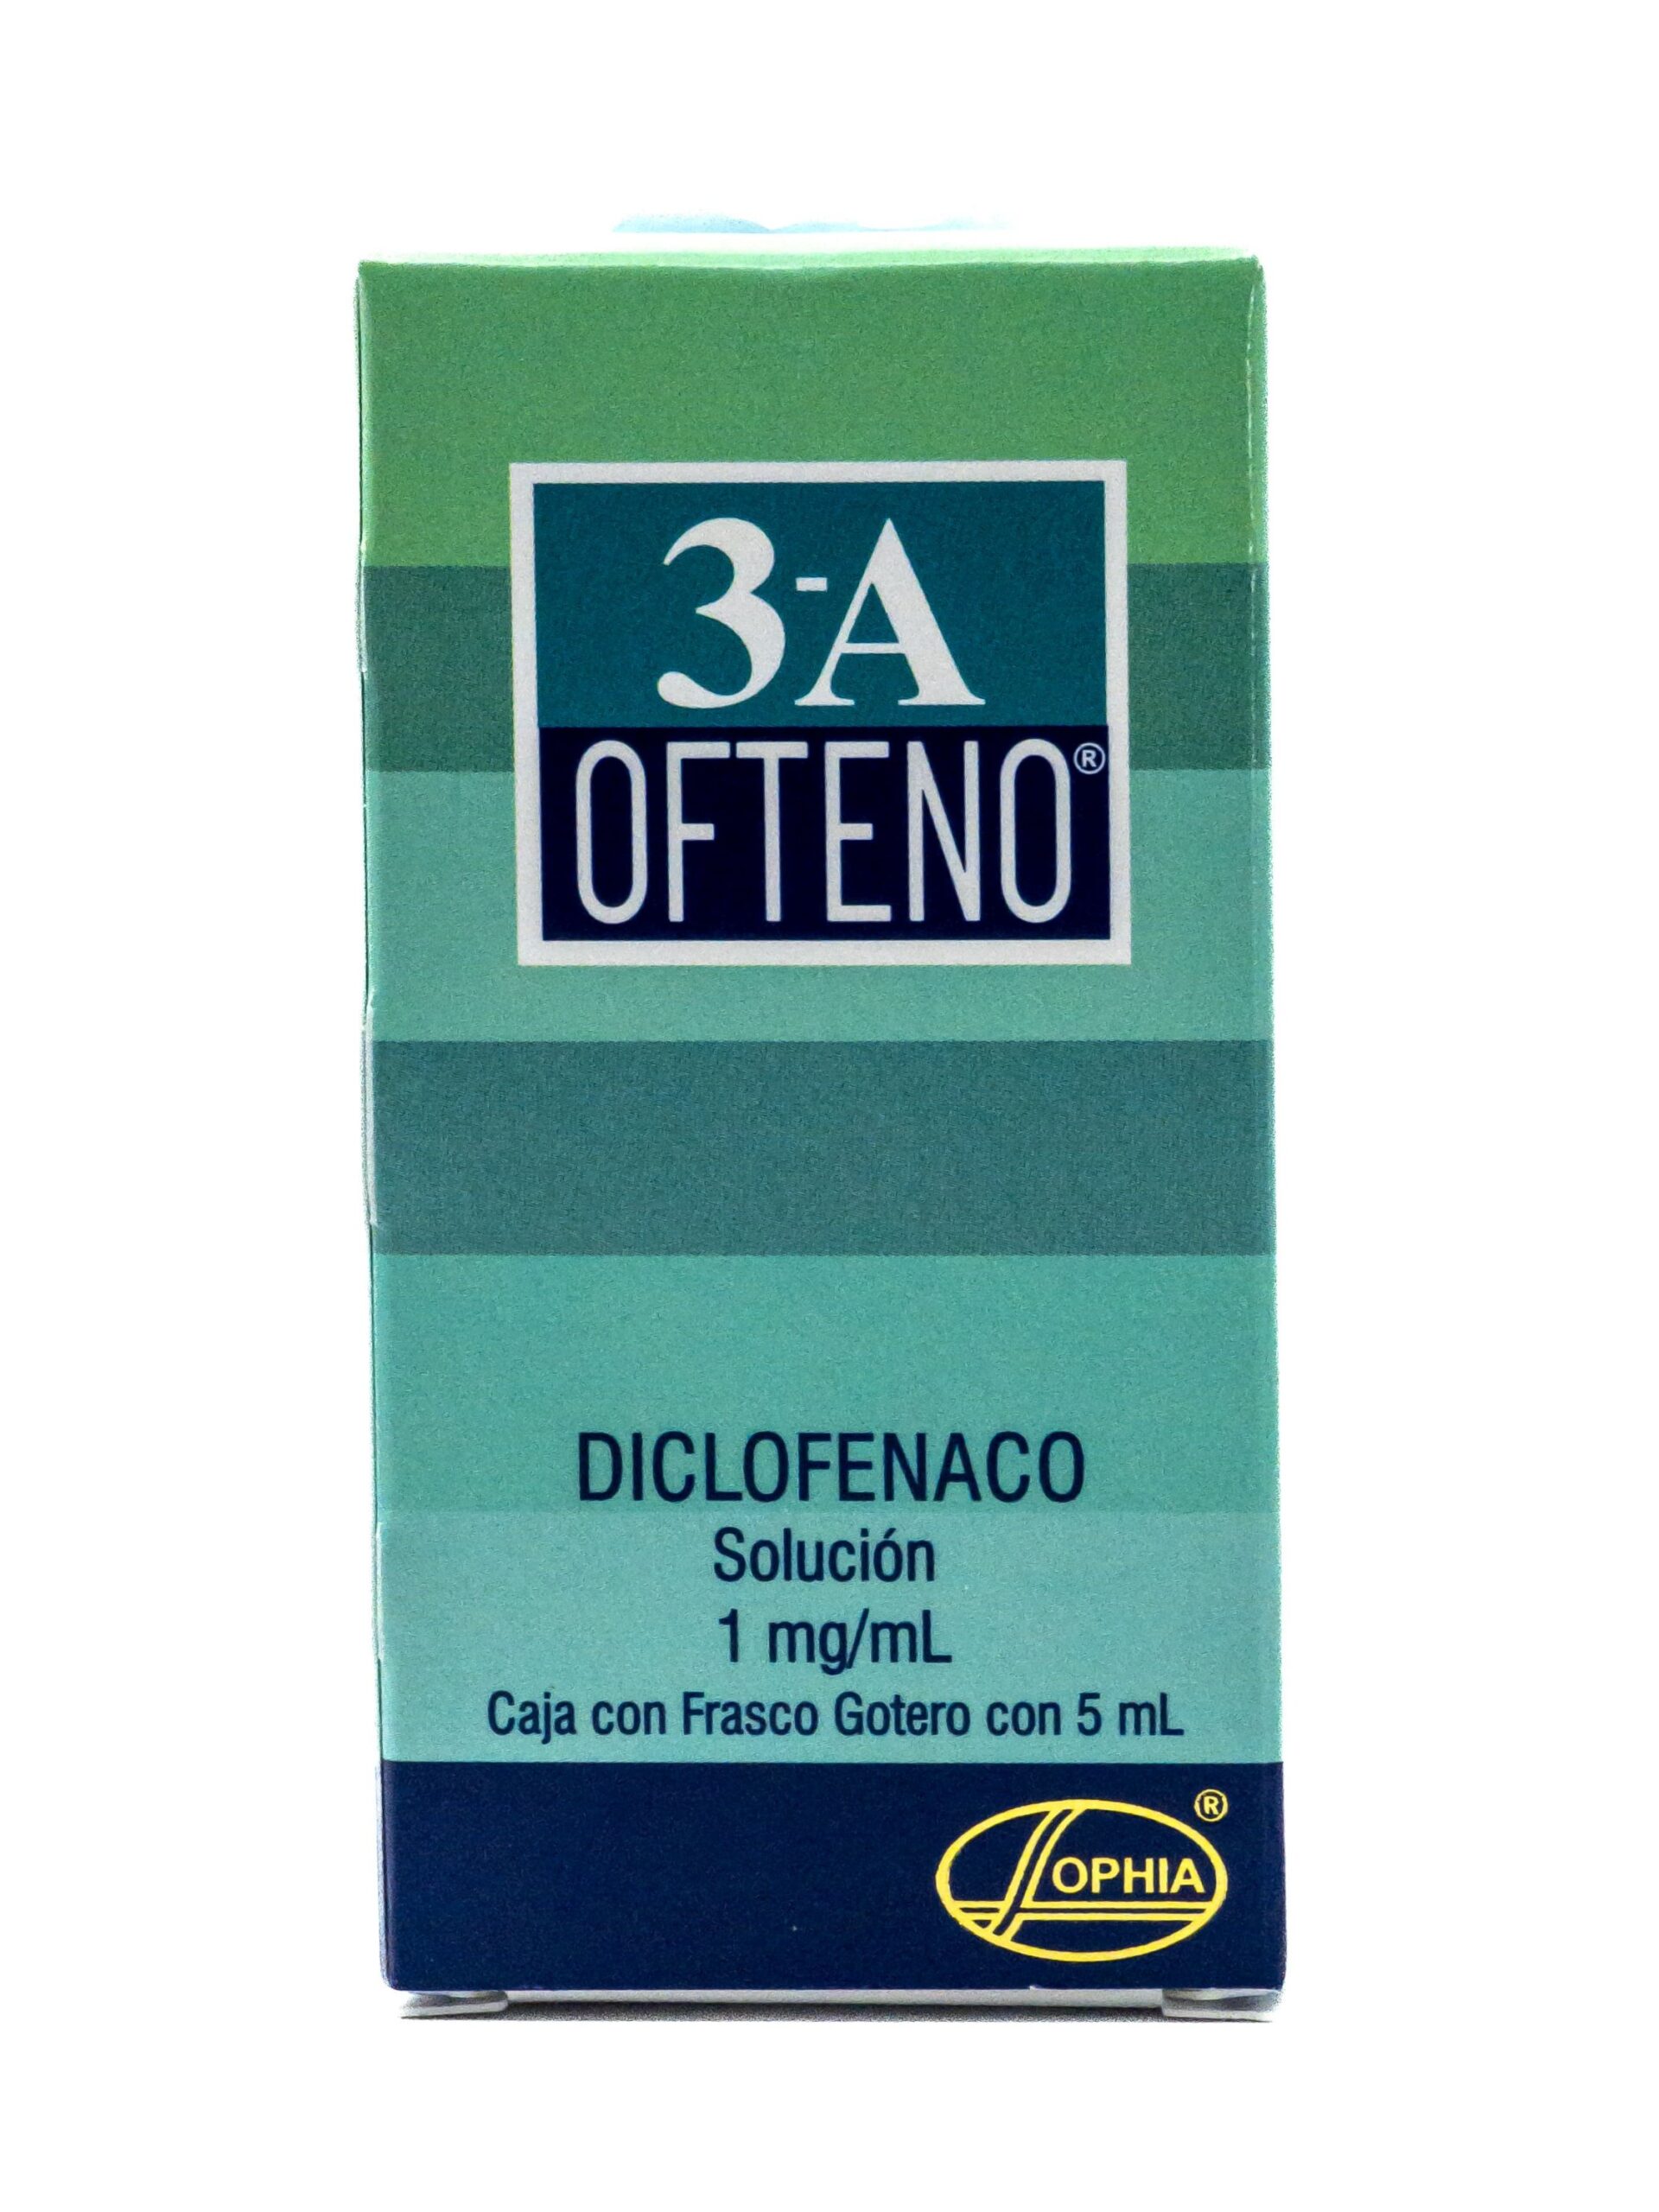 3-A
OFTENO®
DICLOFENACO
Solución
1 mg/mL
Caja con Frasco Gotero con 5 mL
SOPHIA®